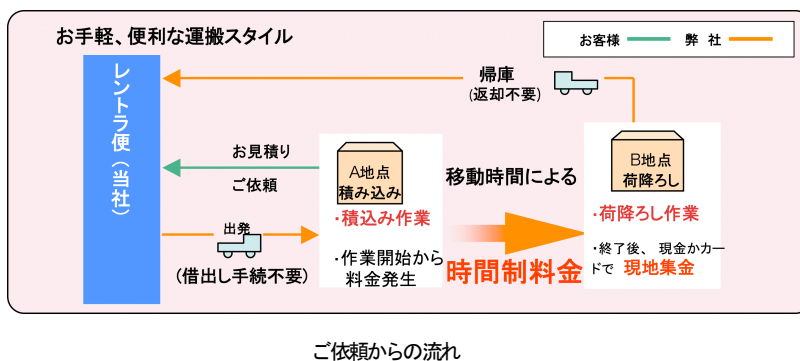 お手軽、便利な運搬スタイル
お客様
弊 社
レントラ便（当社）
帰庫
(返却不要)
お見積り
ご依頼
A地点
積み込み
移動時間による
B地点
荷降ろし
・積込み作業
・荷降ろし作業
出発
(借出し手続不要)
・作業開始から
料金発生
時間制料金
・終了後、 現金かカー
ドで 現地集金
ご依頼からの流れ